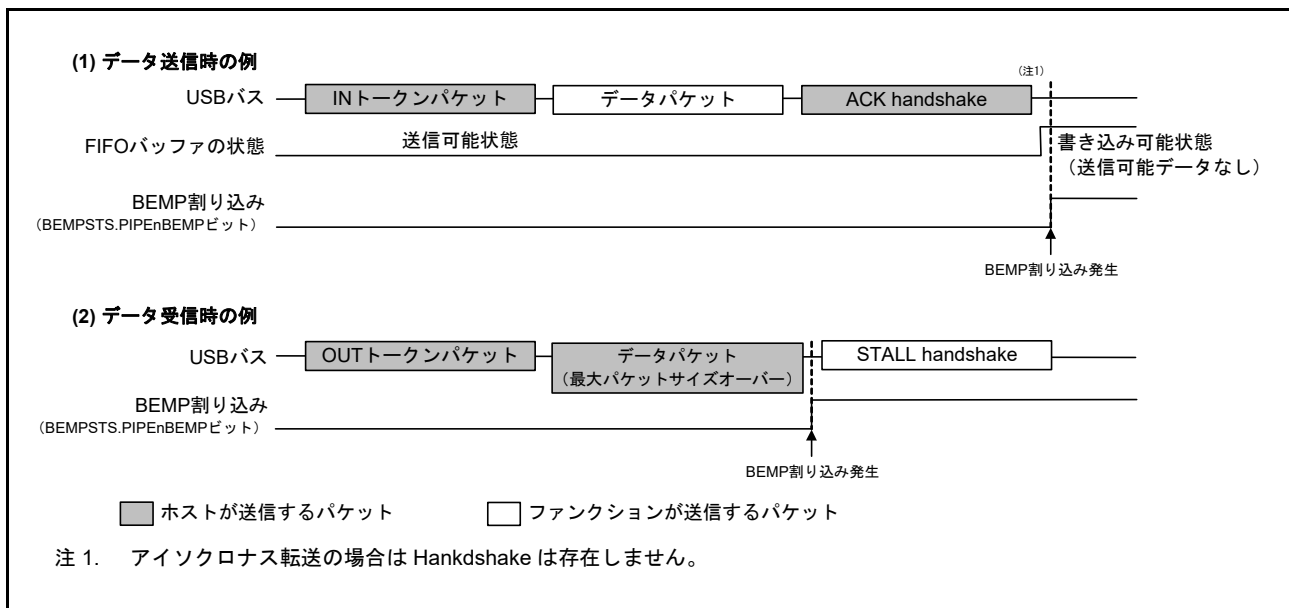 (1) データ送信時の例
(注1)
USBバス
INトークンパケット
データパケット
ACK handshake
FIFOバッファの状態
送信可能状態
書き込み可能状態
（送信可能データなし）
BEMP割り込み
（BEMPSTS.PIPEnBEMPビット）
BEMP割り込み発生
(2) データ受信時の例
USBバス
OUTトークンパケット
データパケット
（最大パケットサイズオーバー）
STALL handshake
BEMP割り込み
（BEMPSTS.PIPEnBEMPビット）
BEMP割り込み発生
ホストが送信するパケット
ファンクションが送信するパケット
注 1. アイソクロナス転送の場合は Hankdshake は存在しません。